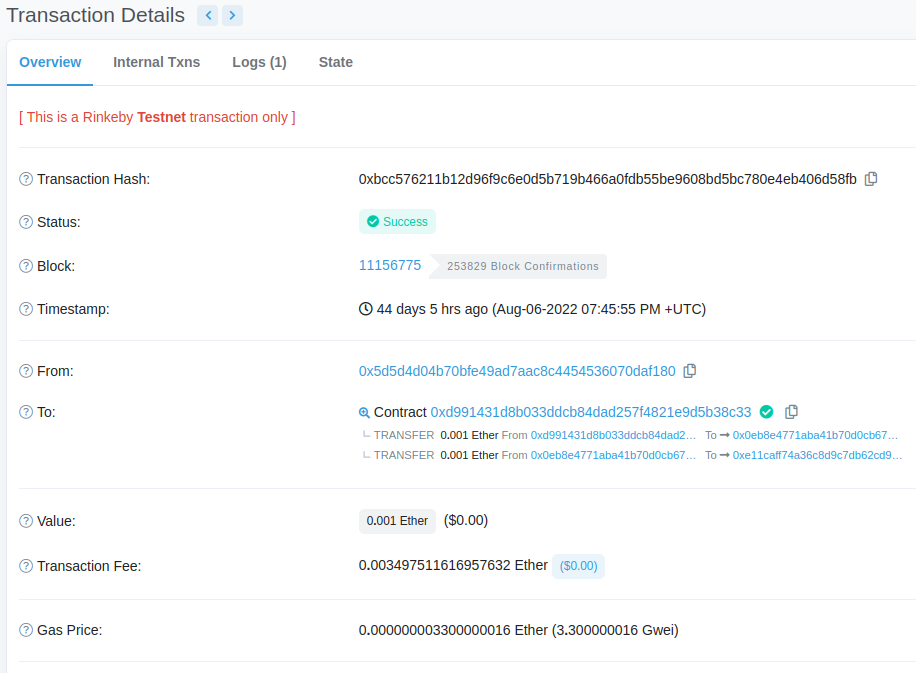 Transaction Details
Overview Internal Txns Logs (1) State
[ This is a Rinkeby Testnet transaction only ]
Transaction Hash: 0xbcc576211b12d96f9c6e0d5b719b466a0fdb55be9608bd5bc780e4eb406d58fb
Status: Success
Block: 11156775 253829 Block Confirmations
Timestamp: 44 days 5 hrs ago (Aug-06-2022 07:45:55 PM +UTC)
From: 0x5d5d4d04b70bfe49ad7aac8c4454536070daf180
To: Contract 0xd991431d8b033ddcb84dad257f4821e9d5b38c33
TRANSFER 0.001 Ether From 0xd991431d8b033ddcb84dad2... To 0x0eb8e4771aba41b70d0cb67...
TRANSFER 0.001 Ether From 0x0eb8e4771aba41b70d0cb67... To 0xe11caff74a36c8d9c7db62cd9...
Value: 0.001 Ether ($0.00)
Transaction Fee: 0.003497511616957632 Ether ($0.00)
Gas Price: 0.000000003300000016 Ether (3.300000016 Gwei)